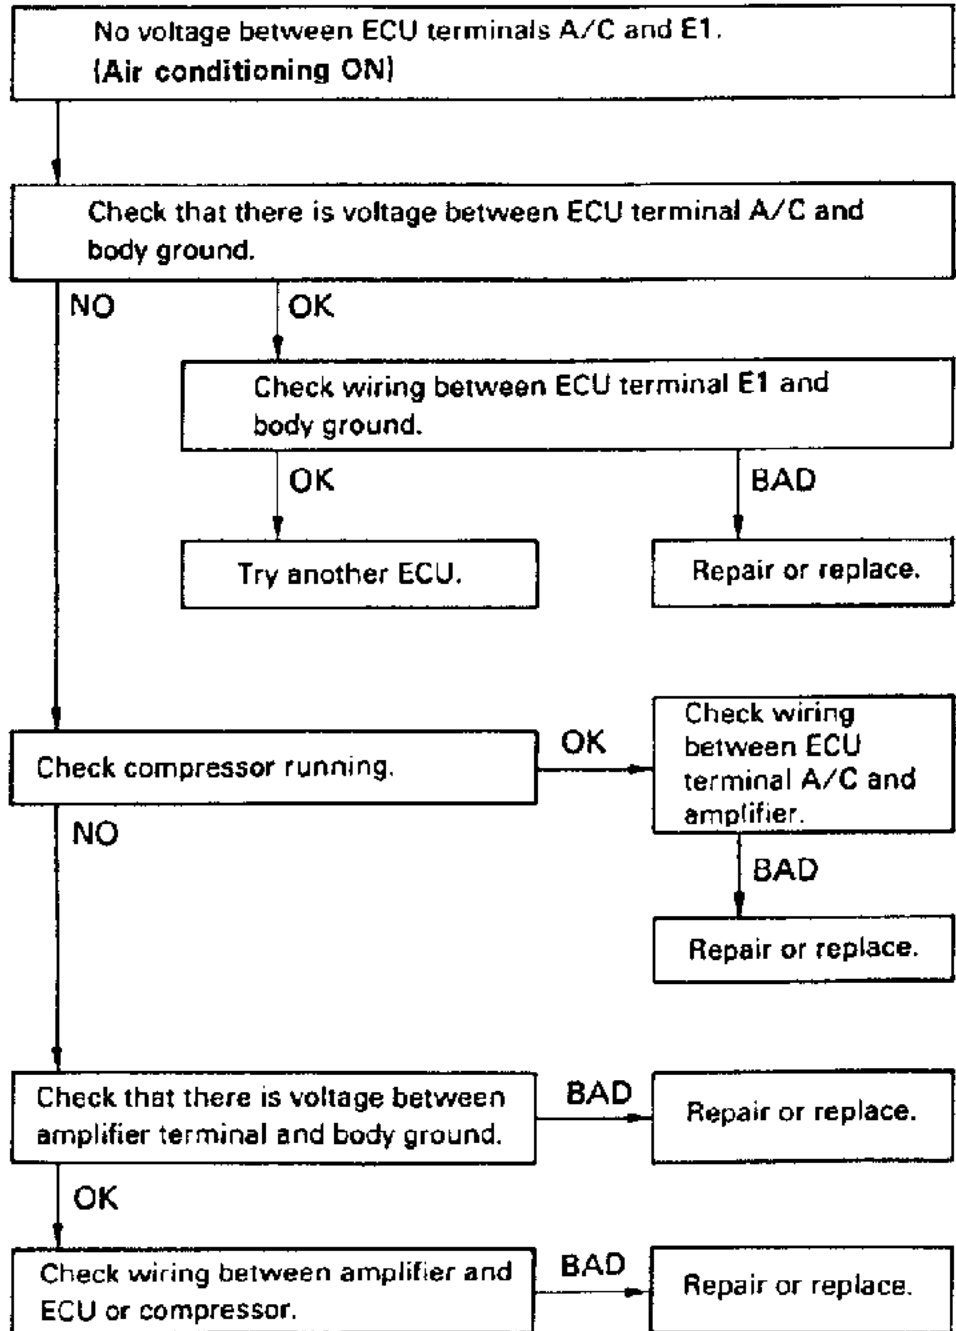 No voltage between ECU terminals A/C and E1.
(Air conditioning ON)
Check that there is voltage between ECU terminal A/C and
body ground.
NO
OK
Check wiring between ECU terminal E1 and
body ground.
OK
BAD
Try another ECU.
Repair or replace.
Check compressor running.
OK
Check wiring
between ECU
terminal A/C and
amplifier.
NO
BAD
Repair or replace.
Check that there is voltage between
amplifier terminal and body ground.
BAD
Repair or replace.
OK
Check wiring between amplifier and
ECU or compressor.
BAD
Repair or replace.